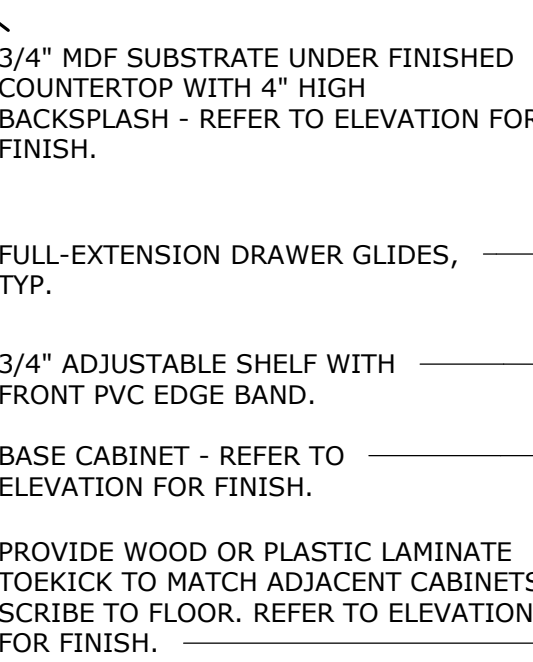 3/4" MDF SUBSTRATE UNDER FINISHED
COUNTERTOP WITH 4" HIGH
BACKSPLASH - REFER TO ELEVATION FOR
FINISH.
FULL-EXTENSION DRAWER GLIDES,
TYP.
3/4" ADJUSTABLE SHELF WITH
FRONT PVC EDGE BAND.
BASE CABINET - REFER TO
ELEVATION FOR FINISH.
PROVIDE WOOD OR PLASTIC LAMINATE
TOEKICK TO MATCH ADJACENT CABINETS
SCRIBE TO FLOOR. REFER TO ELEVATION
FOR FINISH.